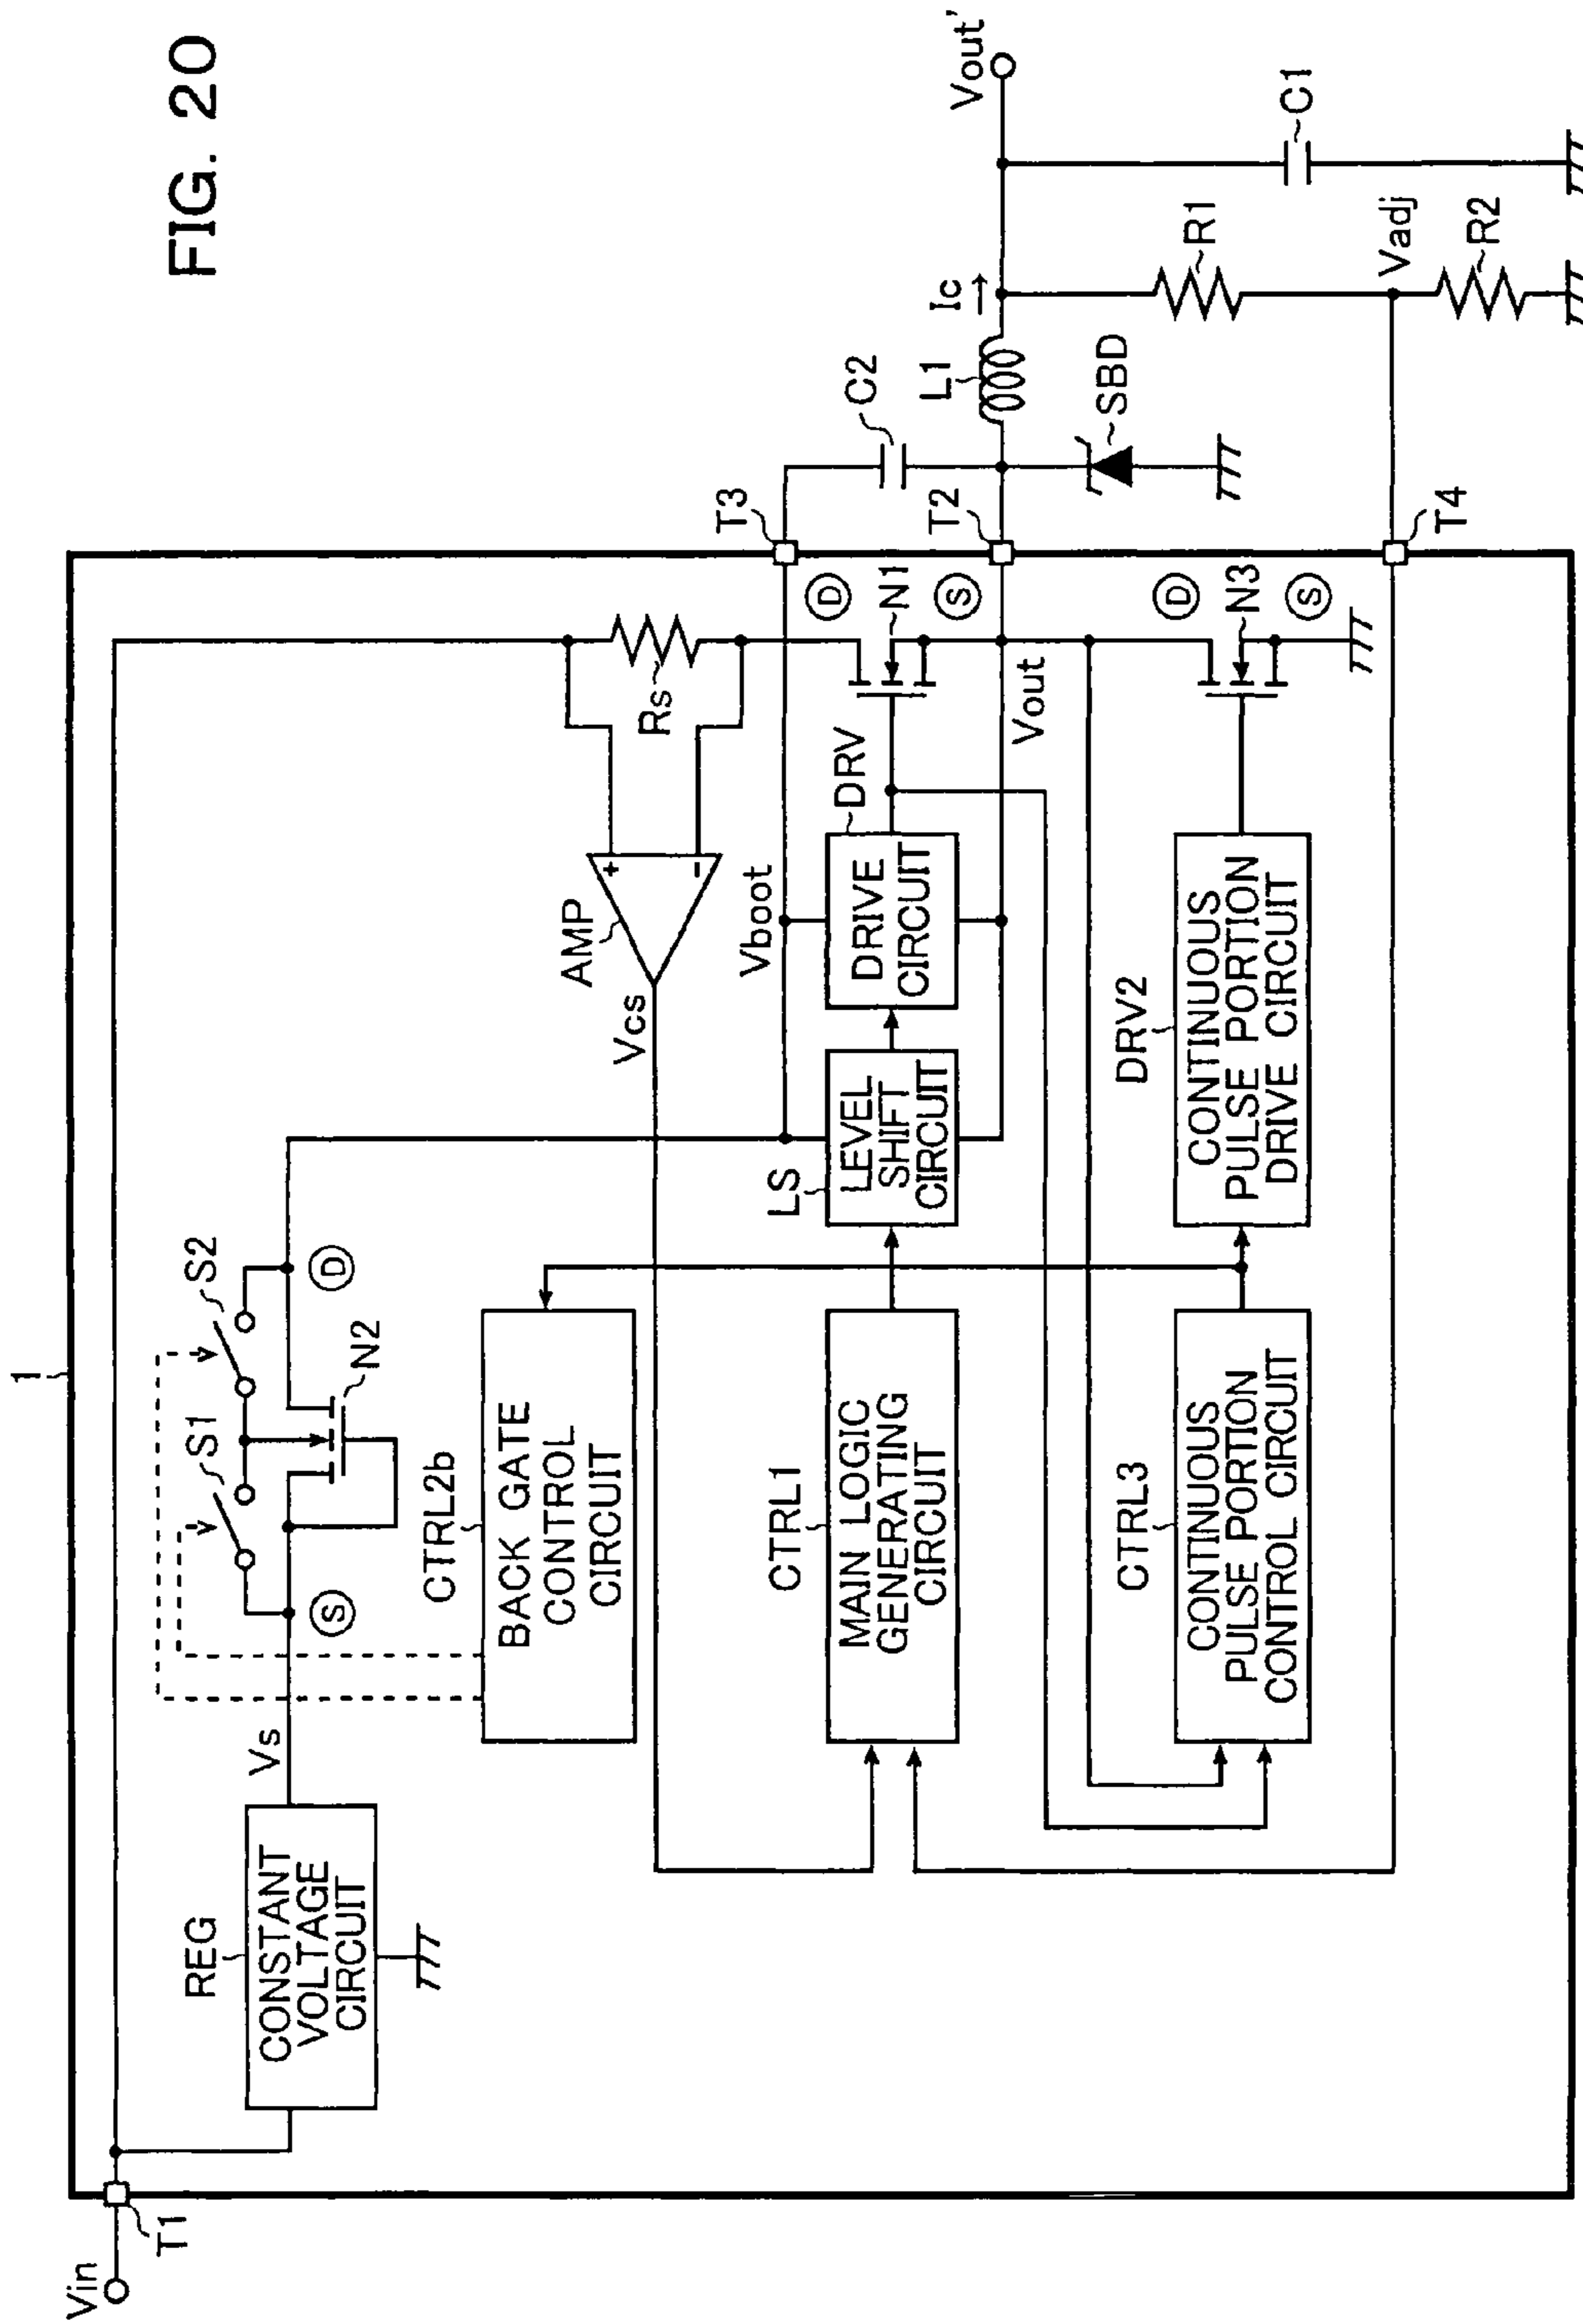 FIG. 20
1
Vin
T1
REG
CONSTANT
VOLTAGE
CIRCUIT
Vs
S
S1
S2
D
N2
CTRL2b
BACK GATE
CONTROL
CIRCUIT
Vcs
AMP
+
-
Rs
Vboot
T3
C2
LS
LEVEL
SHIFT
CIRCUIT
DRV
DRIVE
CIRCUIT
D
N1
S
T2
L1
Ic
Vout'
CTRL1
MAIN LOGIC
GENERATING
CIRCUIT
Vout
SBD
R1
C1
CTRL3
CONTINUOUS
PULSE PORTION
CONTROL CIRCUIT
DRV2
CONTINUOUS
PULSE PORTION
DRIVE CIRCUIT
D
N3
S
T4
Vadj
R2